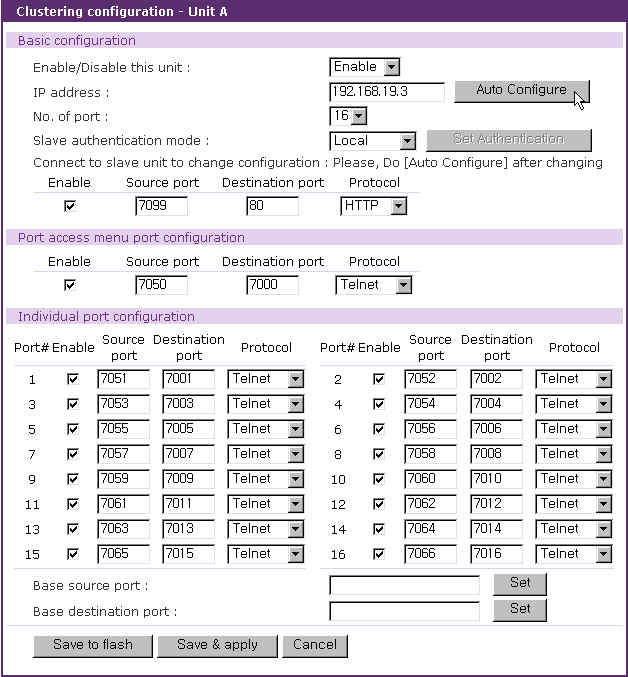 Clustering configuration - Unit A
Basic configuration
Enable/Disable this unit : Enable
IP address : 192.168.19.3 Auto Configure
No. of port : 16
Slave authentication mode : Local Set Authentication
Connect to slave unit to change configuration : Please, Do [Auto Configure] after changing
Enable Source port Destination port Protocol
7099 80 HTTP
Port access menu port configuration
Enable Source port Destination port Protocol
7050 7000 Telnet
Individual port configuration
Port# Enable Source port Destination port Protocol Port# Enable Source port Destination port Protocol
1 7051 7001 Telnet 2 7052 7002 Telnet
3 7053 7003 Telnet 4 7054 7004 Telnet
5 7055 7005 Telnet 6 7056 7006 Telnet
7 7057 7007 Telnet 8 7058 7008 Telnet
9 7059 7009 Telnet 10 7060 7010 Telnet
11 7061 7011 Telnet 12 7062 7012 Telnet
13 7063 7013 Telnet 14 7064 7014 Telnet
15 7065 7015 Telnet 16 7066 7016 Telnet
Base source port : Set
Base destination port : Set
Save to flash Save & apply Cancel